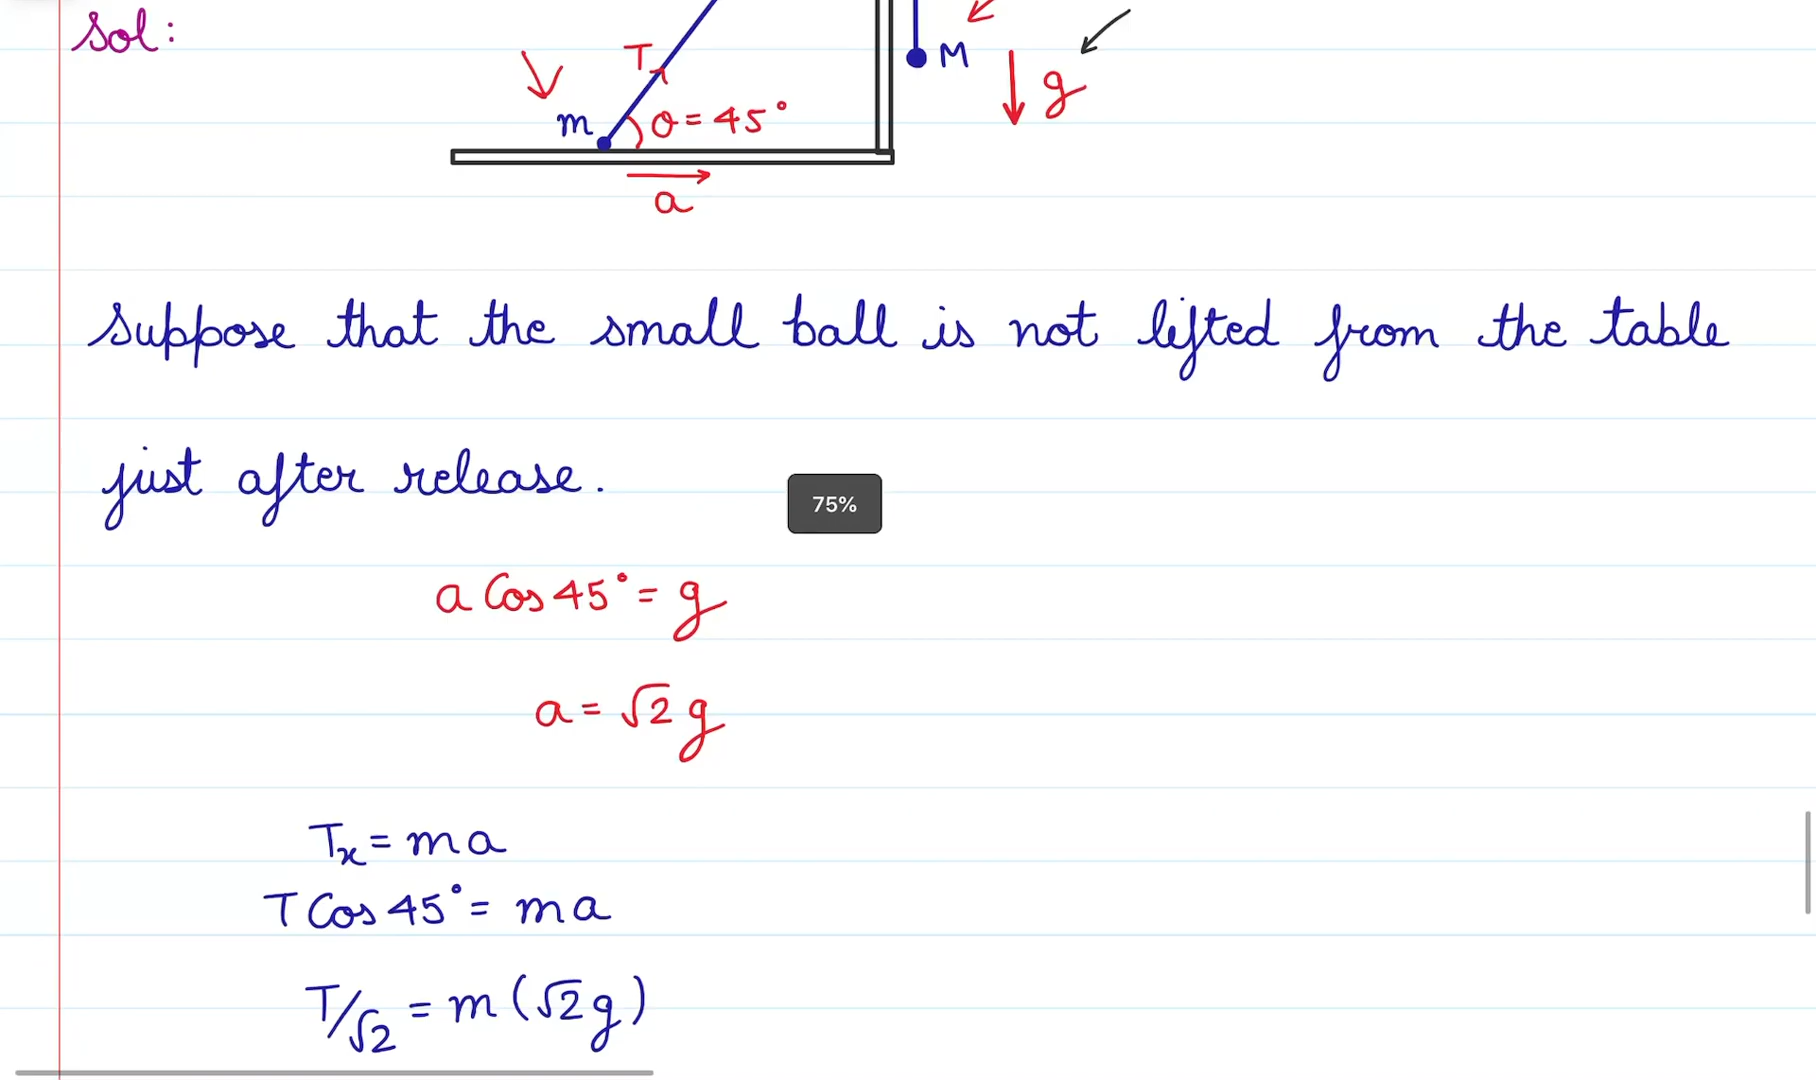 Sol:
T
M
g
m
θ = 45°
a
Suppose that the small ball is not lifted from the table
just after release.
75%
a Cos 45° = g
a = √2 g
Tx = ma
T Cos 45° = ma
T/√2 = m (√2 g)